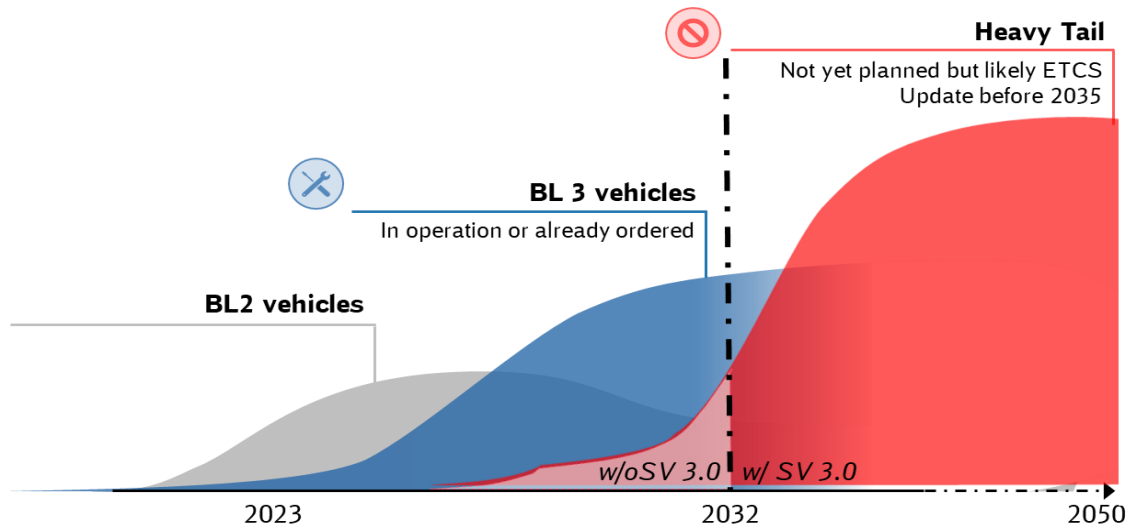 Heavy Tail
Not yet planned but likely ETCS
Update before 2035
BL 3 vehicles
In operation or already ordered
BL2 vehicles
w/oSV 3.0
w/ SV 3.0
2023
2032
2050